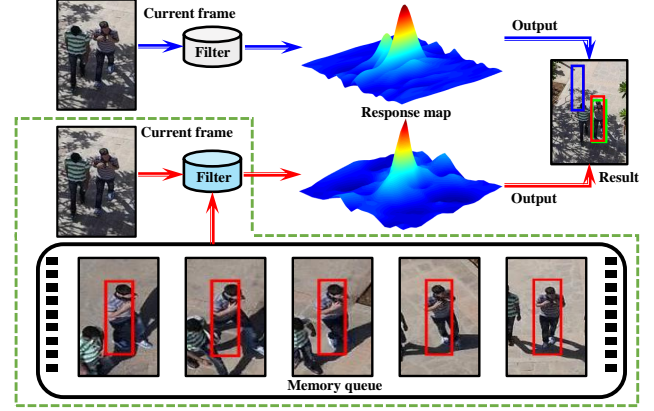 Current frame
Filter
Output
Response map
Current frame
Filter
Output
Result
Memory queue